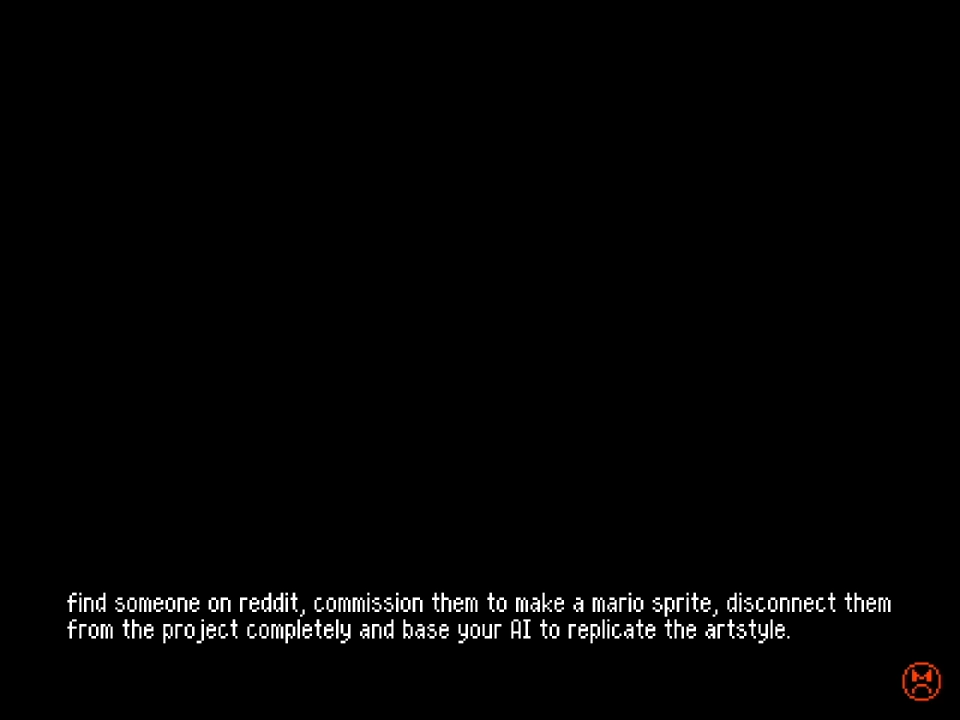 find someone on reddit, commission them to make a mario sprite, disconnect them
from the project completely and base your AI to replicate the artstyle.